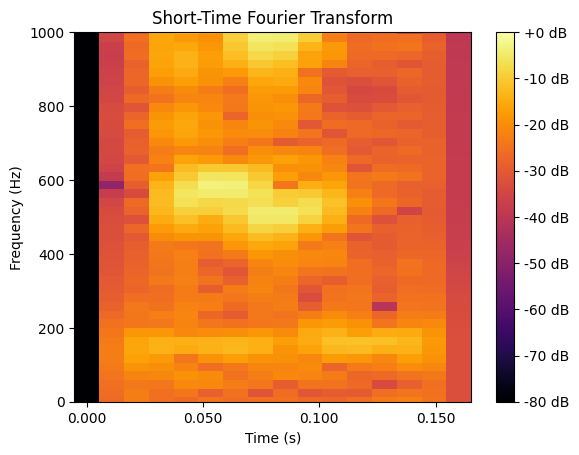 Short-Time Fourier Transform
1000
800
600
400
200
0
Frequency (Hz)
0.000
0.050
0.100
0.150
Time (s)
+0 dB
-10 dB
-20 dB
-30 dB
-40 dB
-50 dB
-60 dB
-70 dB
-80 dB